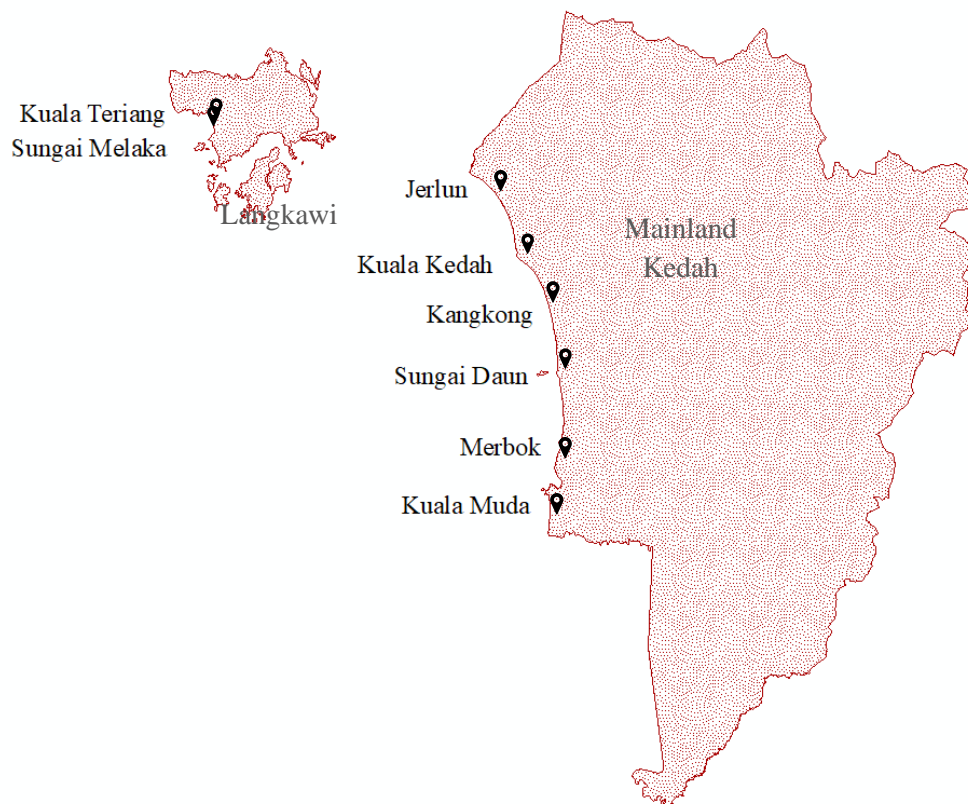 Kuala Teriang
Sungai Melaka
Langkawi
Jerlun
Mainland
Kedah
Kuala Kedah
Kangkong
Sungai Daun
Merbok
Kuala Muda